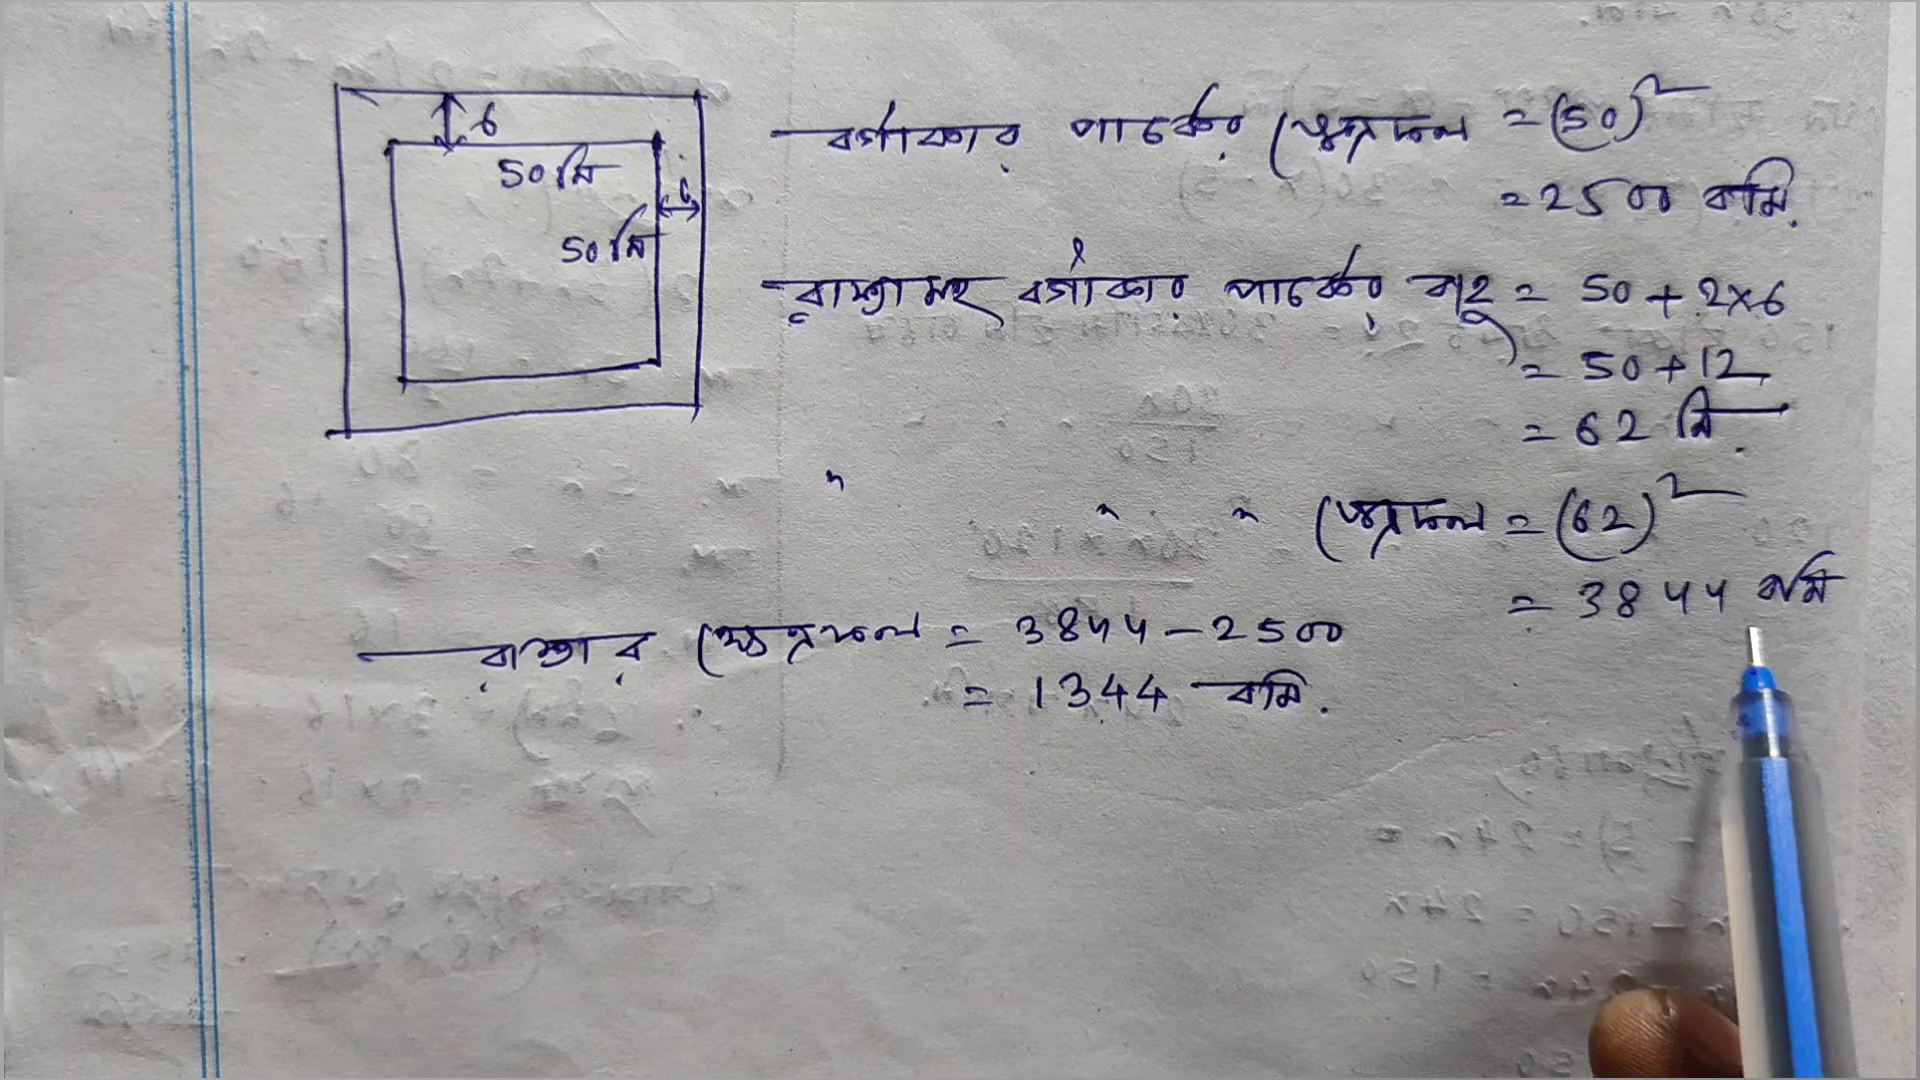 6
50 মি
6
50 মি
বর্গাকার পার্কের ক্ষেত্রফল = (50)²
= 2500 বমি.
রাস্তাসহ বর্গাকার পার্কের বাহু = 50 + 2×6
= 50 + 12
= 62 মি.
" " " ক্ষেত্রফল = (62)²
= 3844 বমি
রাস্তার ক্ষেত্রফল = 3844 - 2500
= 1344 বমি.